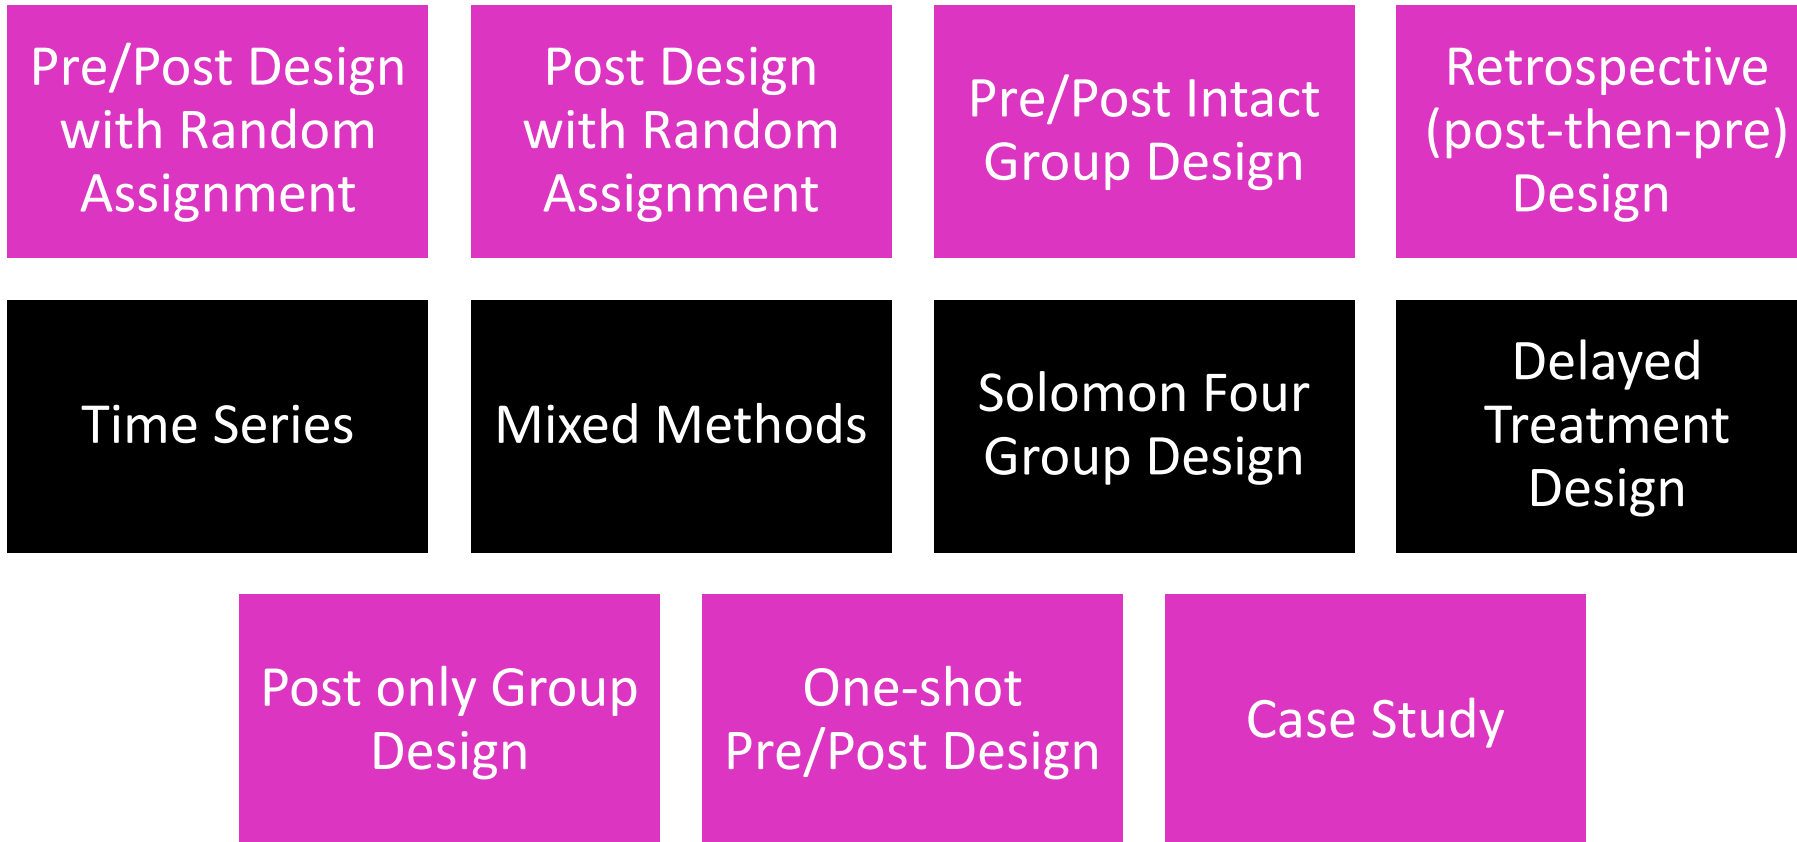 Pre/Post Design
with Random
Assignment
Post Design
with Random
Assignment
Pre/Post Intact
Group Design
Retrospective
(post-then-pre)
Design
Time Series
Mixed Methods
Solomon Four
Group Design
Delayed
Treatment
Design
Post only Group
Design
One-shot
Pre/Post Design
Case Study